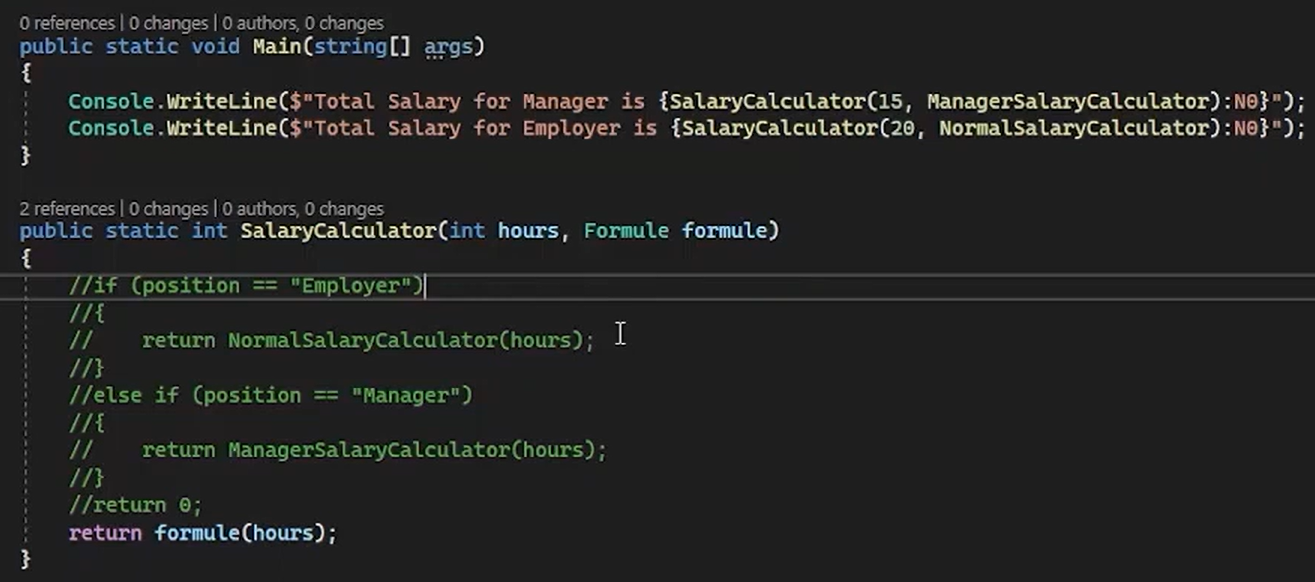 0 references | 0 changes | 0 authors, 0 changes
public static void Main(string[] args)
{
    Console.WriteLine($"Total Salary for Manager is {SalaryCalculator(15, ManagerSalaryCalculator):N0}");
    Console.WriteLine($"Total Salary for Employer is {SalaryCalculator(20, NormalSalaryCalculator):N0}");
}
2 references | 0 changes | 0 authors, 0 changes
public static int SalaryCalculator(int hours, Formule formule)
{
    //if (position == "Employer")
    //{
    //    return NormalSalaryCalculator(hours);
    //}
    //else if (position == "Manager")
    //{
    //    return ManagerSalaryCalculator(hours);
    //}
    //return 0;
    return formule(hours);
}